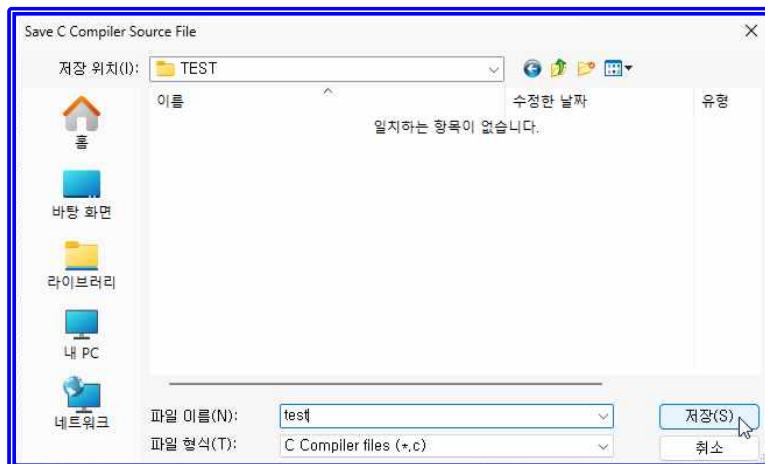 Save C Compiler Source File
저장 위치(I): TEST
이름 수정한 날짜 유형
일치하는 항목이 없습니다.
홈
바탕 화면
라이브러리
내 PC
네트워크
파일 이름(N): test 저장(S)
파일 형식(T): C Compiler files (*.c) 취소